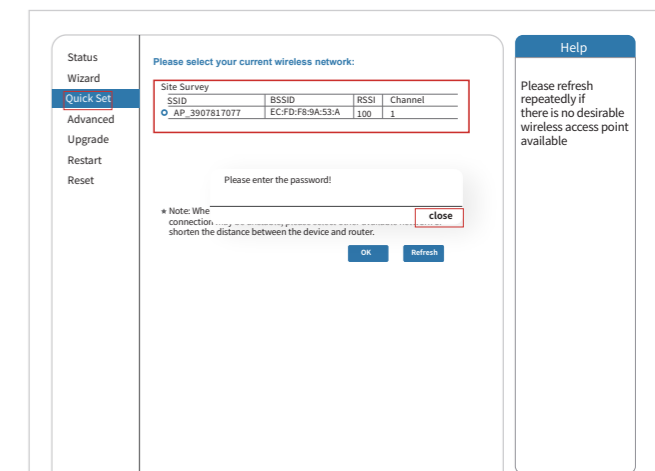 Status
Wizard
Quick Set
Advanced
Upgrade
Restart
Reset
Please select your current wireless network:
Site Survey
SSID BSSID RSSI Channel
AP_3907817077 EC:FD:F8:9A:53:A 100 1
Please enter the password!
close
★ Note: Whe
connection
shorten the distance between the device and router.
OK Refresh
Help
Please refresh
repeatedly if
there is no desirable
wireless access point
available